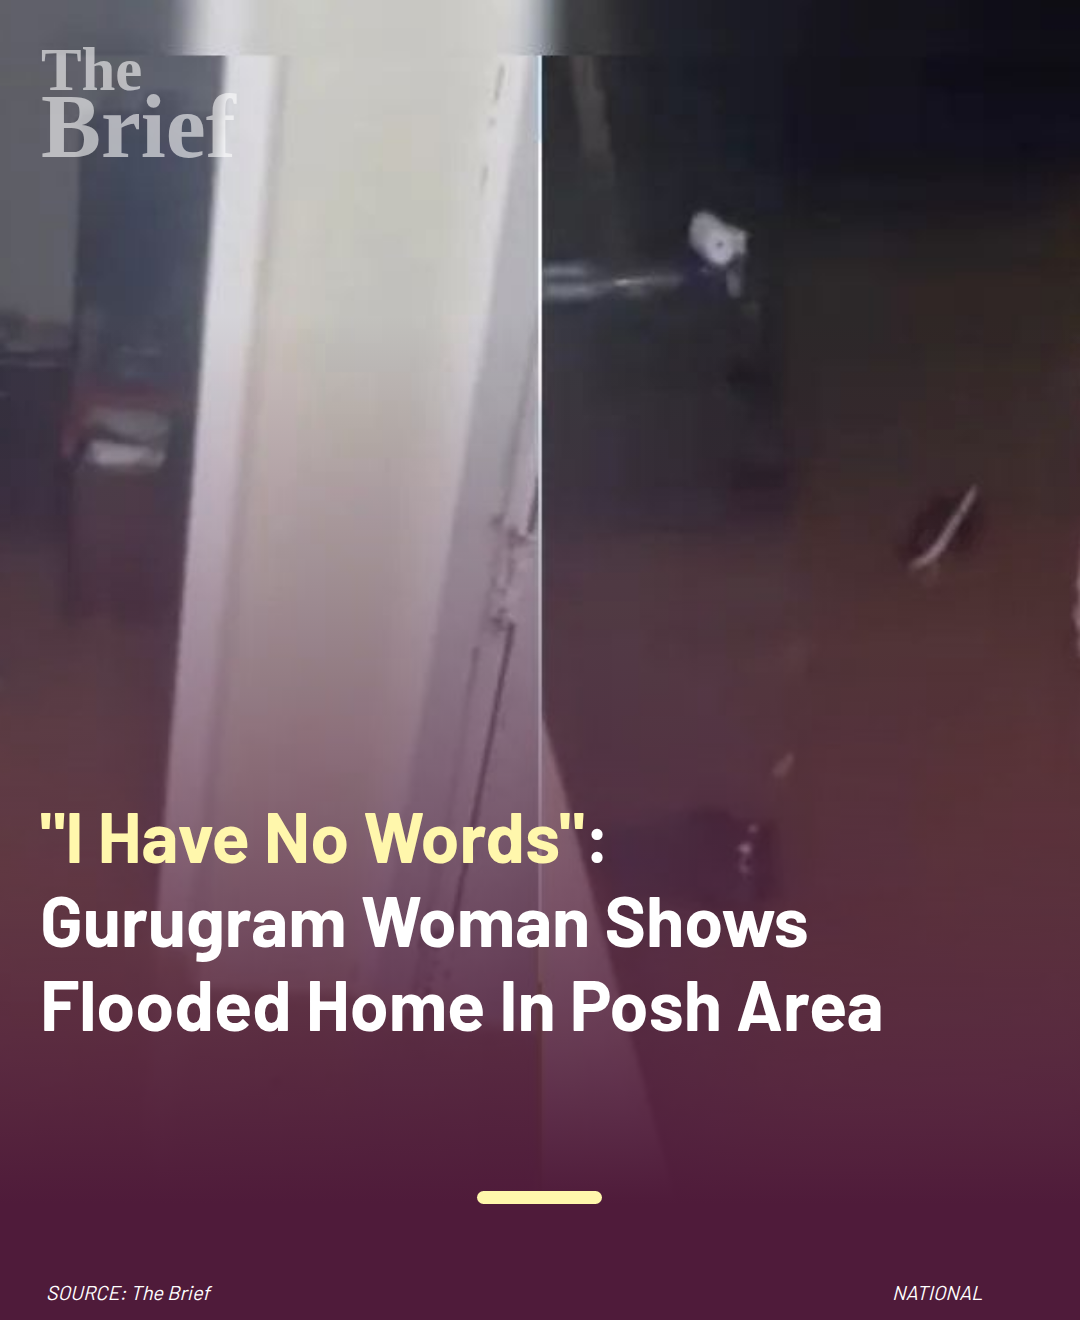 The
Brief
"I Have No Words":
Gurugram Woman Shows
Flooded Home In Posh Area
SOURCE: The Brief
NATIONAL